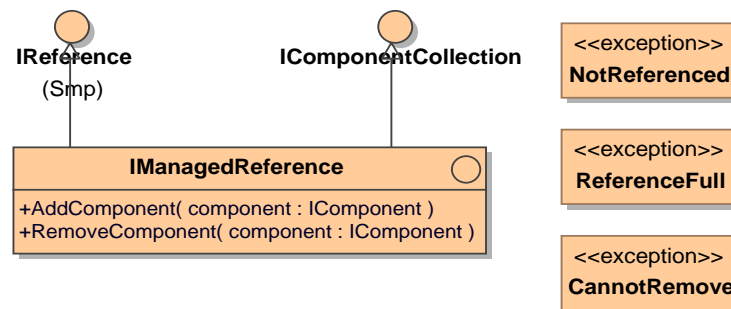 IReference
(Smp)
IComponentCollection
IManagedReference
+AddComponent( component : IComponent )
+RemoveComponent( component : IComponent )
<<exception>>
NotReferenced
<<exception>>
ReferenceFull
<<exception>>
CannotRemove